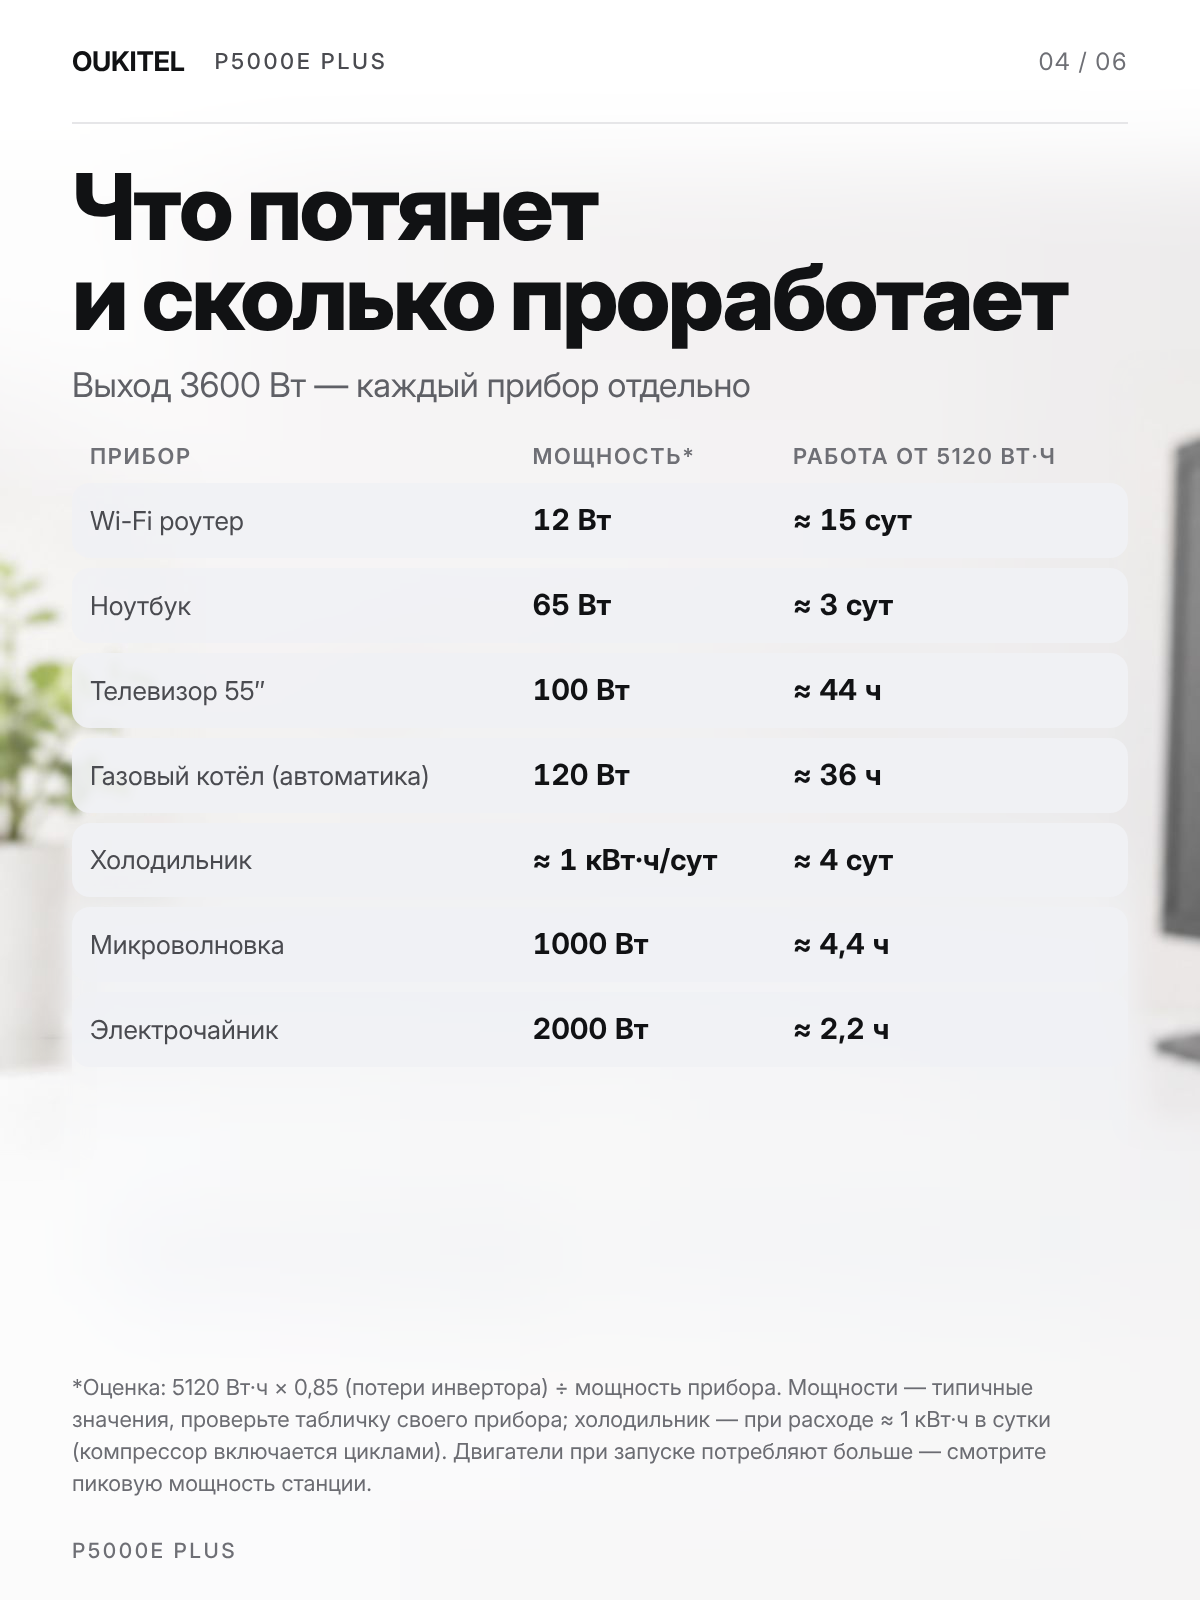 OUKITEL P5000E PLUS 04 / 06
Что потянет
и сколько проработает
Выход 3600 Вт — каждый прибор отдельно
ПРИБОР МОЩНОСТЬ* РАБОТА ОТ 5120 ВТ·Ч
Wi-Fi роутер 12 Вт ≈ 15 сут
Ноутбук 65 Вт ≈ 3 сут
Телевизор 55″ 100 Вт ≈ 44 ч
Газовый котёл (автоматика) 120 Вт ≈ 36 ч
Холодильник ≈ 1 кВт·ч/сут ≈ 4 сут
Микроволновка 1000 Вт ≈ 4,4 ч
Электрочайник 2000 Вт ≈ 2,2 ч
*Оценка: 5120 Вт·ч × 0,85 (потери инвертора) ÷ мощность прибора. Мощности — типичные
значения, проверьте табличку своего прибора; холодильник — при расходе ≈ 1 кВт·ч в сутки
(компрессор включается циклами). Двигатели при запуске потребляют больше — смотрите
пиковую мощность станции.
P5000E PLUS